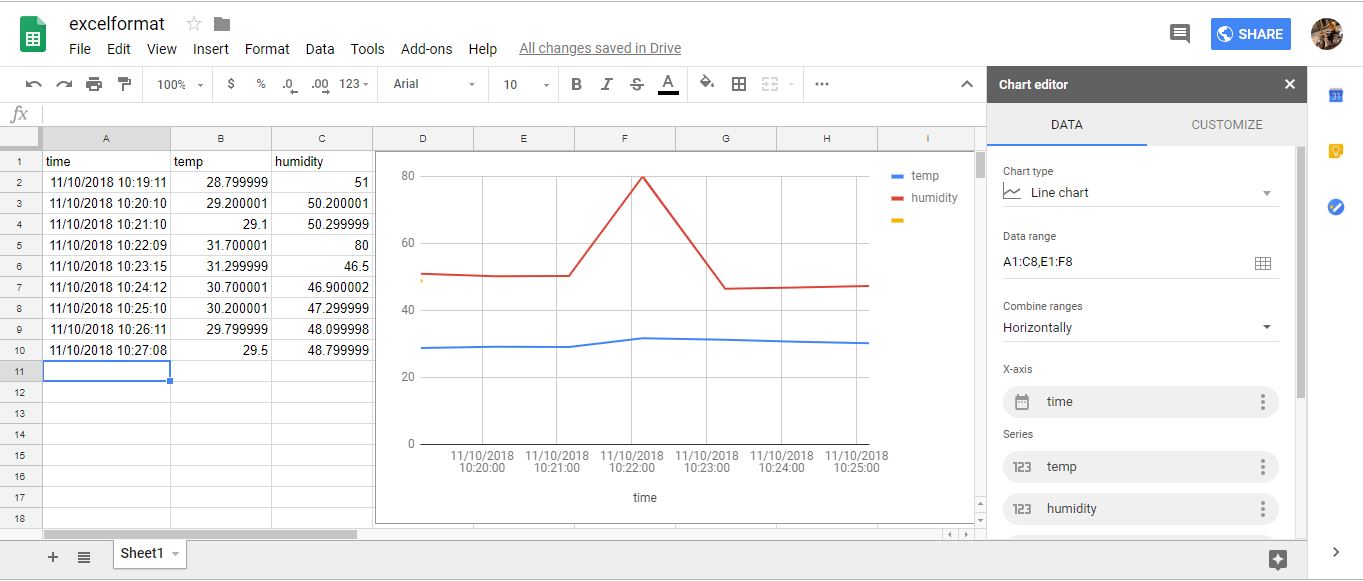 excelformat
File Edit View Insert Format Data Tools Add-ons Help All changes saved in Drive
SHARE
100% $ % .0 .00 123 Arial 10 B I S A ...
Chart editor
31
fx
DATA CUSTOMIZE
A B C D E F G H I
1 time temp humidity
2 11/10/2018 10:19:11 28.799999 51
3 11/10/2018 10:20:10 29.200001 50.200001
4 11/10/2018 10:21:10 29.1 50.299999
5 11/10/2018 10:22:09 31.700001 80
6 11/10/2018 10:23:15 31.299999 46.5
7 11/10/2018 10:24:12 30.700001 46.900002
8 11/10/2018 10:25:10 30.200001 47.299999
9 11/10/2018 10:26:11 29.799999 48.099998
10 11/10/2018 10:27:08 29.5 48.799999
11
12
13
14
15
16
17
18
80
60
40
20
0
temp
humidity
11/10/2018 11/10/2018 11/10/2018 11/10/2018 11/10/2018 11/10/2018
10:20:00 10:21:00 10:22:00 10:23:00 10:24:00 10:25:00
time
Chart type
Line chart
Data range
A1:C8,E1:F8
Combine ranges
Horizontally
X-axis
time
Series
123 temp
123 humidity
Sheet1